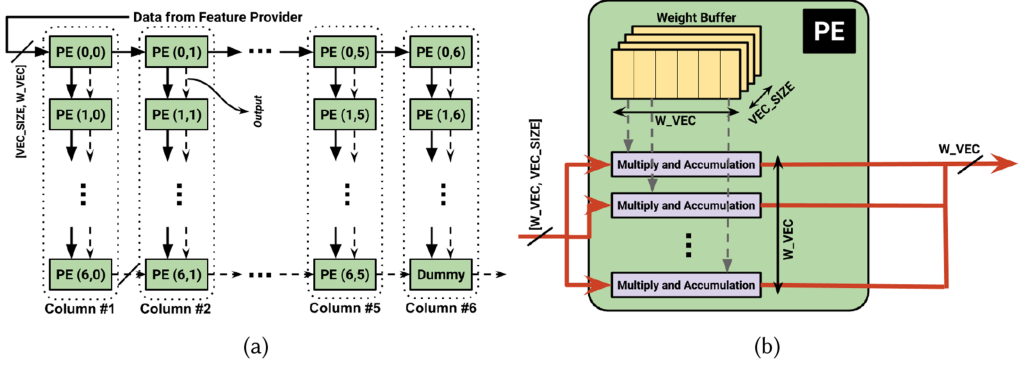 Data from Feature Provider
PE (0,0)
PE (0,1)
PE (0,5)
PE (0,6)
[VEC_SIZE, W_VEC]
Output
PE (1,0)
PE (1,1)
PE (1,5)
PE (1,6)
PE (6,0)
PE (6,1)
PE (6,5)
Dummy
Column #1
Column #2
Column #5
Column #6
(a)
Weight Buffer
PE
W_VEC
VEC_SIZE
[W_VEC, VEC_SIZE]
Multiply and Accumulation
Multiply and Accumulation
Multiply and Accumulation
W_VEC
W_VEC
(b)